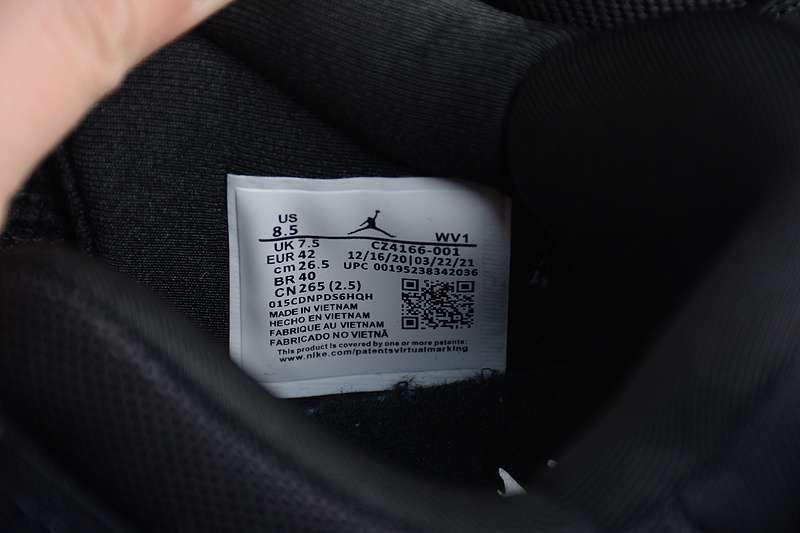 US
8.5
WV1
UK 7.5
CZ4166-001
EUR 42
12/16/20|03/22/21
cm 26.5
UPC 00195238342036
BR 40
CN 265 (2.5)
015CDNPDS6HQH
MADE IN VIETNAM
HECHO EN VIETNAM
FABRIQUE AU VIETNAM
FABRICADO NO VIETNÃ
This product is covered by one or more patents:
www.nike.com/patentsvirtualmarking